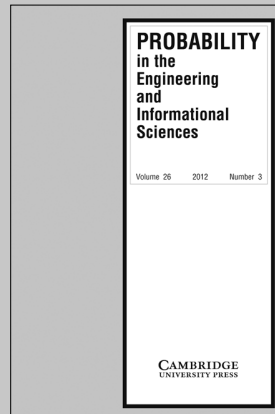 PROBABILITY
in the
Engineering
and
Informational
Sciences
Volume 26 2012 Number 3
CAMBRIDGE
UNIVERSITY PRESS